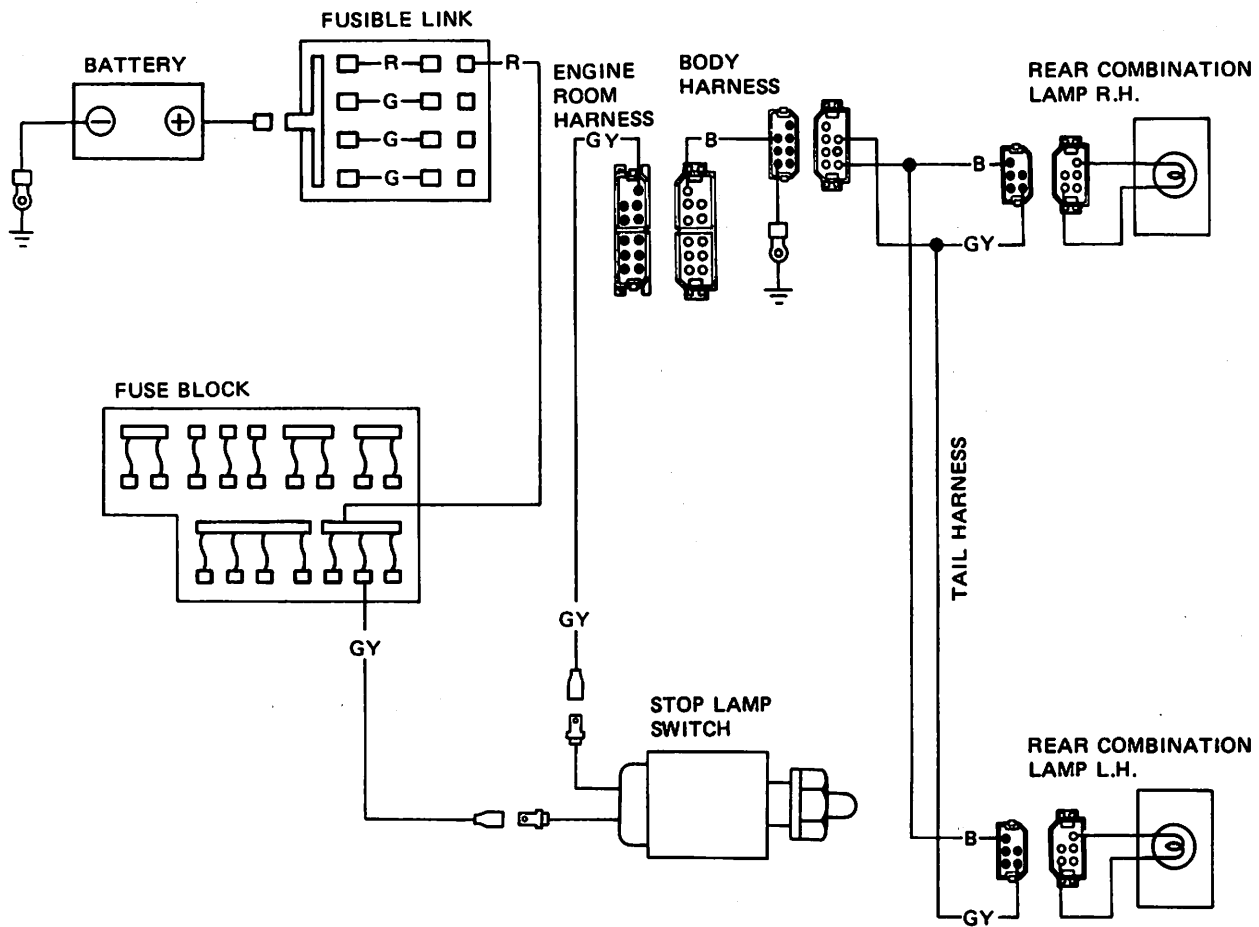 FUSIBLE LINK
BATTERY
R
R
G
G
G
ENGINE
ROOM
HARNESS
GY
BODY
HARNESS
B
REAR COMBINATION
LAMP R.H.
B
GY
FUSE BLOCK
TAIL HARNESS
GY
GY
STOP LAMP
SWITCH
REAR COMBINATION
LAMP L.H.
B
GY